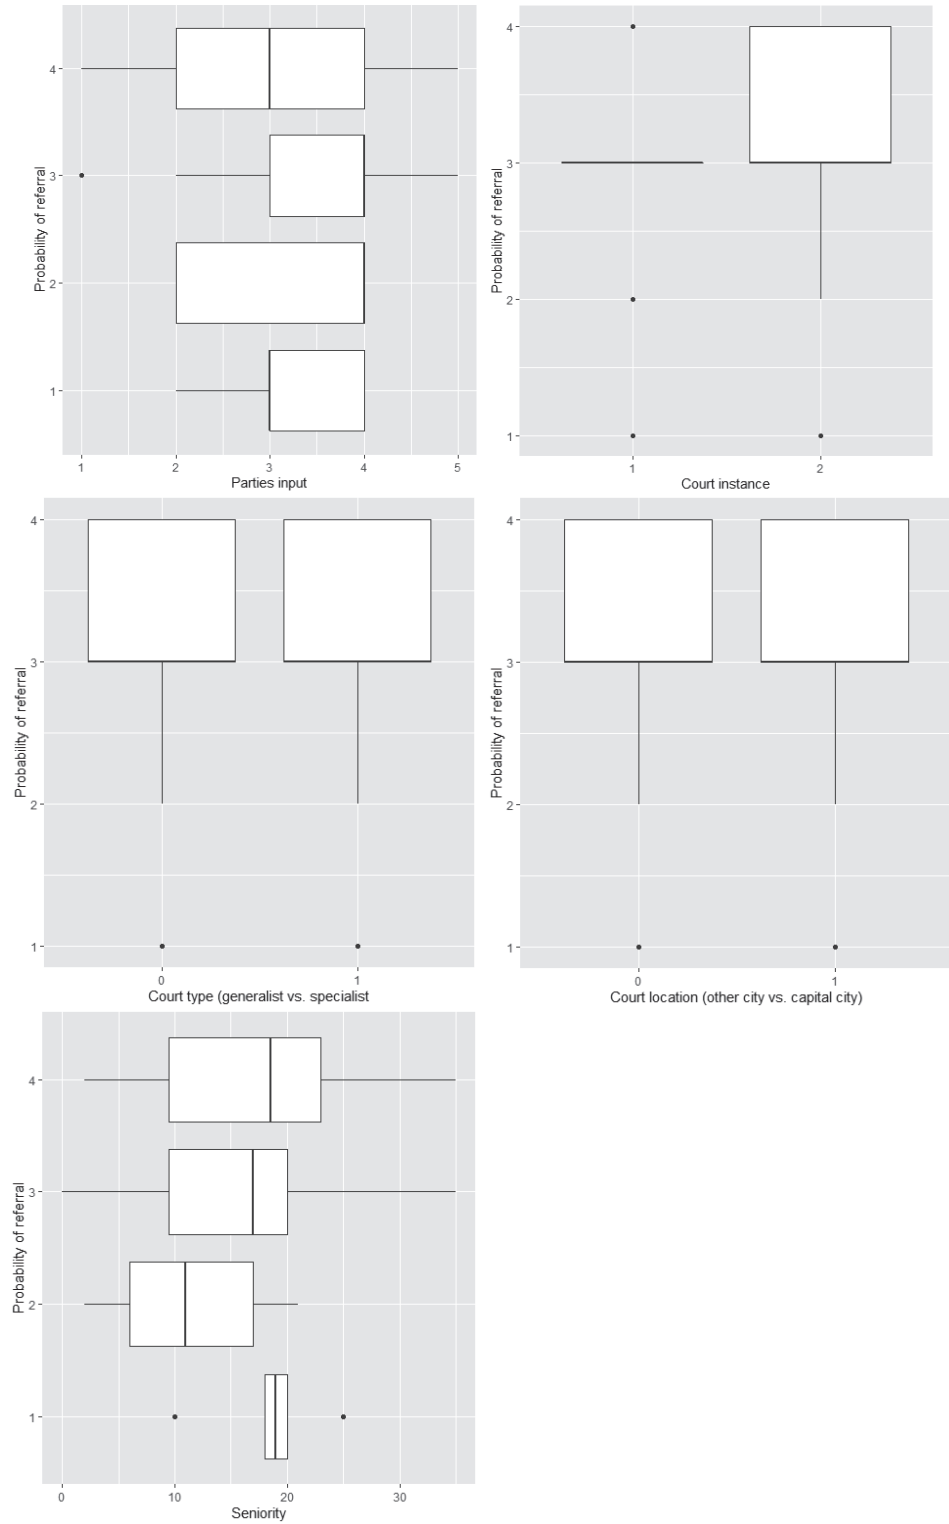 4
3
2
1
Probability of referral
1 2 3 4 5
Parties input
4
3
2
1
Probability of referral
1 2
Court instance
4
3
2
1
Probability of referral
0 1
Court type (generalist vs. specialist
4
3
2
1
Probability of referral
0 1
Court location (other city vs. capital city)
4
3
2
1
Probability of referral
0 10 20 30
Seniority